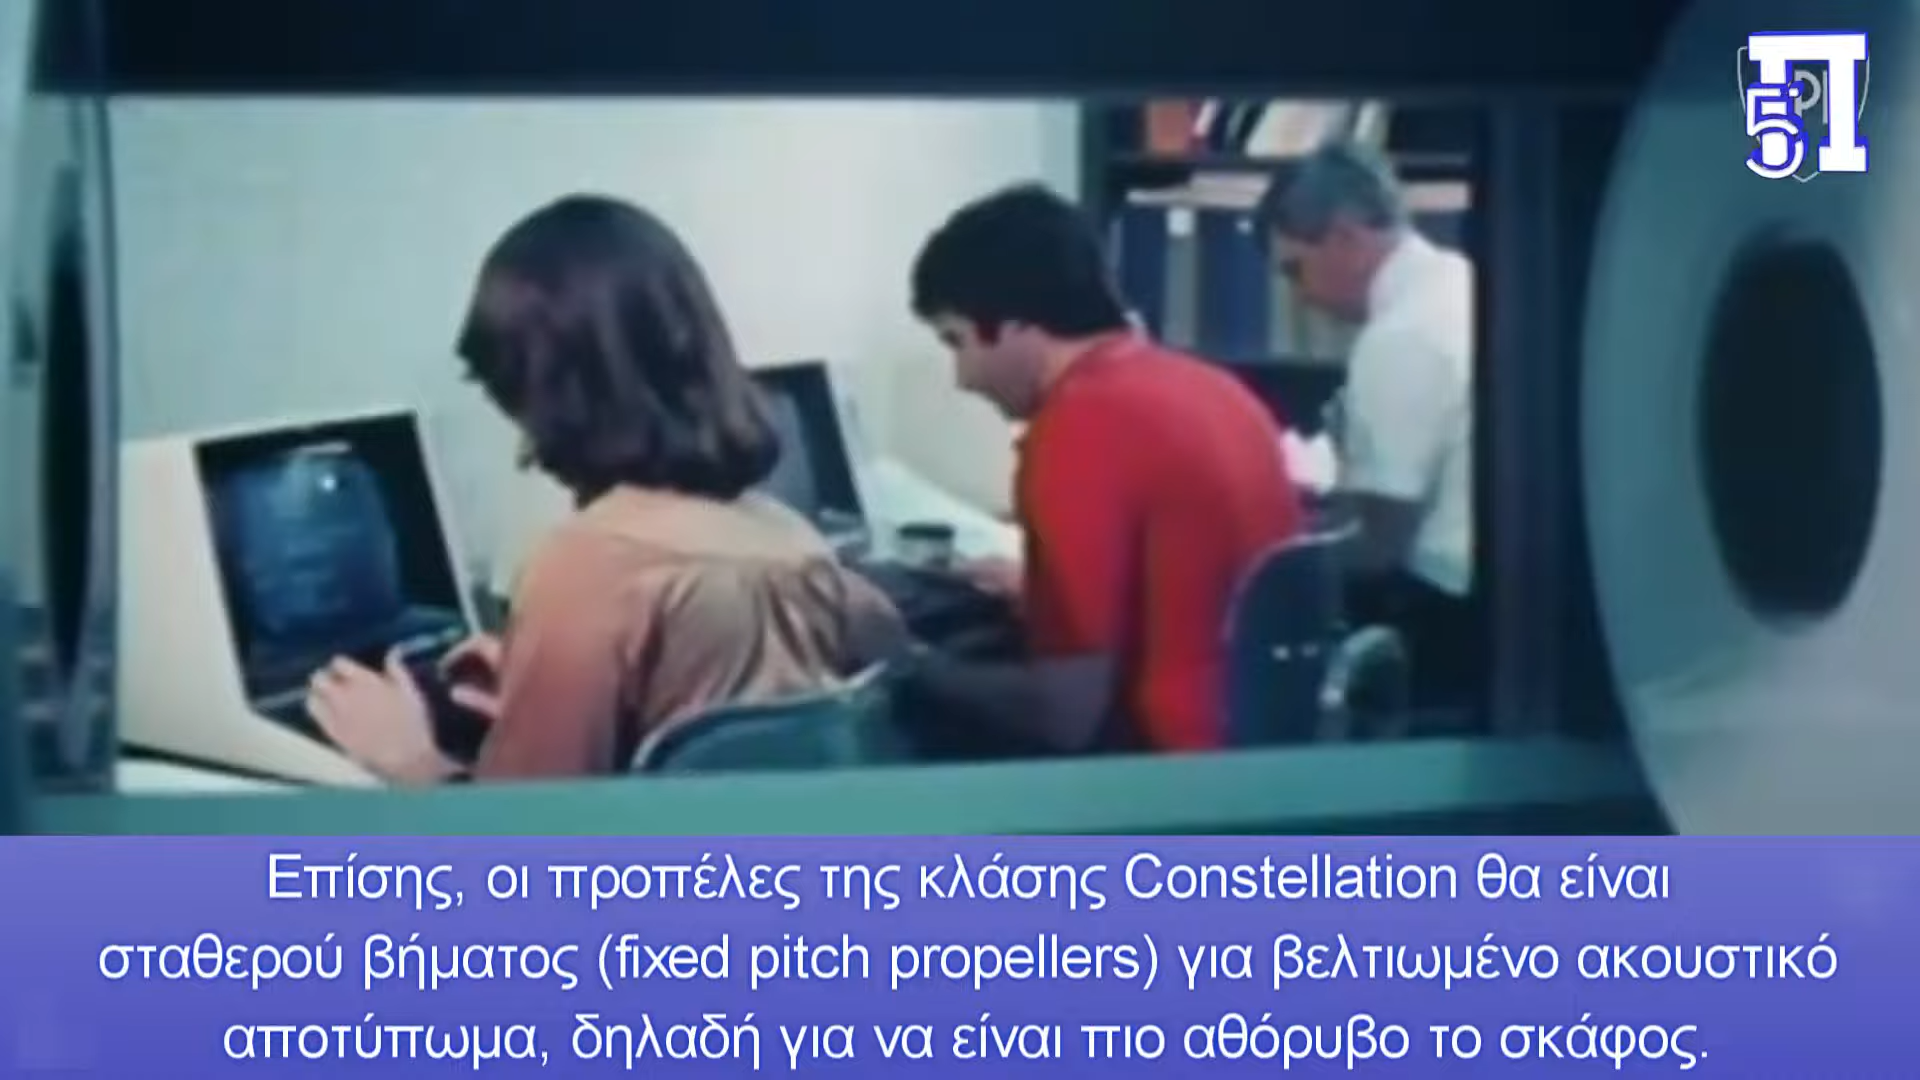 5Π
Επίσης, οι προπέλες της κλάσης Constellation θα είναι
σταθερού βήματος (fixed pitch propellers) για βελτιωμένο ακουστικό
αποτύπωμα, δηλαδή για να είναι πιο αθόρυβο το σκάφος.